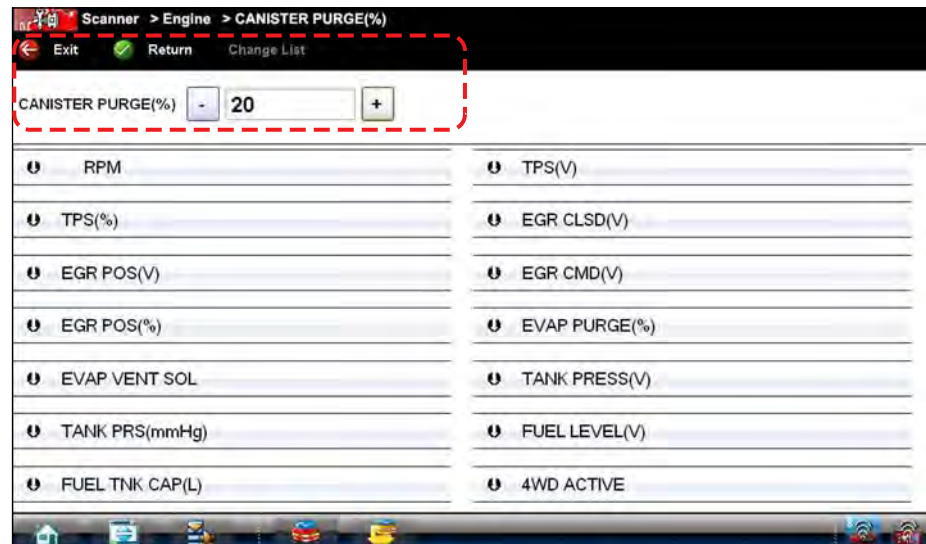 Scanner > Engine > CANISTER PURGE(%)
Exit Return Change List
CANISTER PURGE(%) - 20 +
RPM TPS(V)
TPS(%) EGR CLSD(V)
EGR POS(V) EGR CMD(V)
EGR POS(%) EVAP PURGE(%)
EVAP VENT SOL TANK PRESS(V)
TANK PRS(mmHg) FUEL LEVEL(V)
FUEL TNK CAP(L) 4WD ACTIVE